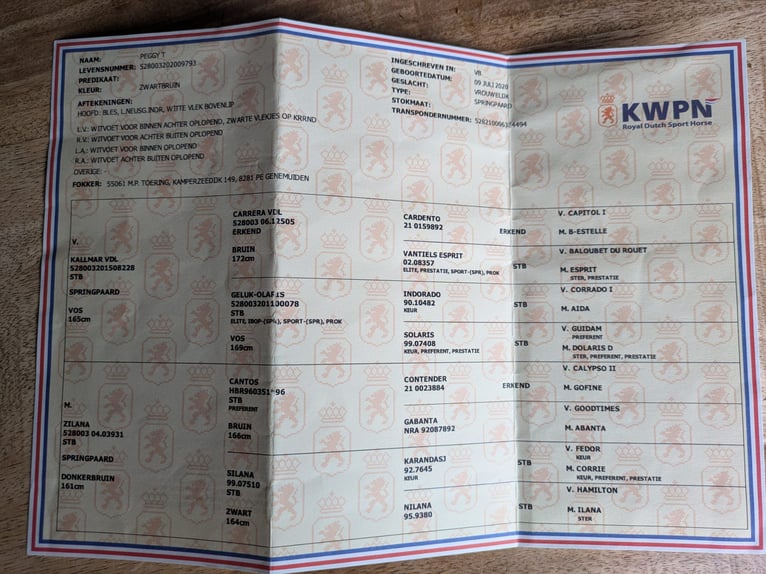 NAAM: PEGGY T
LEVENSNUMMER: 528003202009793
PREDIKAAT:
KLEUR: ZWARTBRUIN
AFTEKENINGEN:
HOOFD: BLES, L.NEUSG.INOR, WITTE VLEK BOVENLIP
L.V.: WITVOET VOOR BINNEN ACHTER OPLOPEND, ZWARTE VLEKJES OP KRRND
R.V.: WITVOET VOOR ACHTER BUITEN OPLOPEND
L.A.: WITVOET VOOR BINNEN OPLOPEND
R.A.: WITVOET ACHTER BUITEN OPLOPEND
OVERIGE: -
FOKKER: 55061 M.P. TOERING, KAMPERZEEDIJK 149, 8281 PE GENEMUIDEN
INGESCHREVEN IN: VB
GEBOORTEDATUM: 09 JULI 2020
GESLACHT: VROUWELIJK
TYPE: SPRINGPAARD
STOKMAAT:
TRANSPONDERNUMMER:
KWPN
Royal Dutch Sport Horse
V.
KALLMAR VDL
528003201508228
STB
SPRINGPAARD
VOS
165cm
CARRERA VDL
528003 06.12505
ERKEND
BRUIN
172cm
GELUK-OLAFIS
528003201100078
STB
ELITE, IBOP-(SPR), SPORT-(SPR), PROK
VOS
169cm
CARDENTO
21 0159892
ERKEND
VANTIELS ESPRIT
02.08357
STB
ELITE, PRESTATIE, SPORT-(SPR), PROK
INDORADO
90.10482
STB
KEUR
SOLARIS
99.07408
STB
KEUR, PREFERENT, PRESTATIE
V. CAPITOL I
M. B-ESTELLE
V. BALOUBET DU ROUET
M. ESPRIT
STER, PRESTATIE
V. CORRADO I
M. AIDA
V. GUIDAM
PREFERENT
M. DOLARIS D
STER, PREFERENT, PRESTATIE
M.
ZILANA
528003 04.03931
STB
SPRINGPAARD
DONKERBRUIN
161cm
CANTOS
STB
PREFERENT
BRUIN
166cm
SILANA
99.07510
STB
ZWART
164cm
CONTENDER
21 0023884
ERKEND
GABANTA
NRA 92087892
KARANDASJ
92.7645
STB
KEUR
NILANA
95.9380
STB
V. CALYPSO II
M. GOFINE
V. GOODTIMES
M. ABANTA
V. FEDOR
KEUR
M. CORRIE
KEUR, PREFERENT, PRESTATIE
V. HAMILTON
M. ILANA
STER